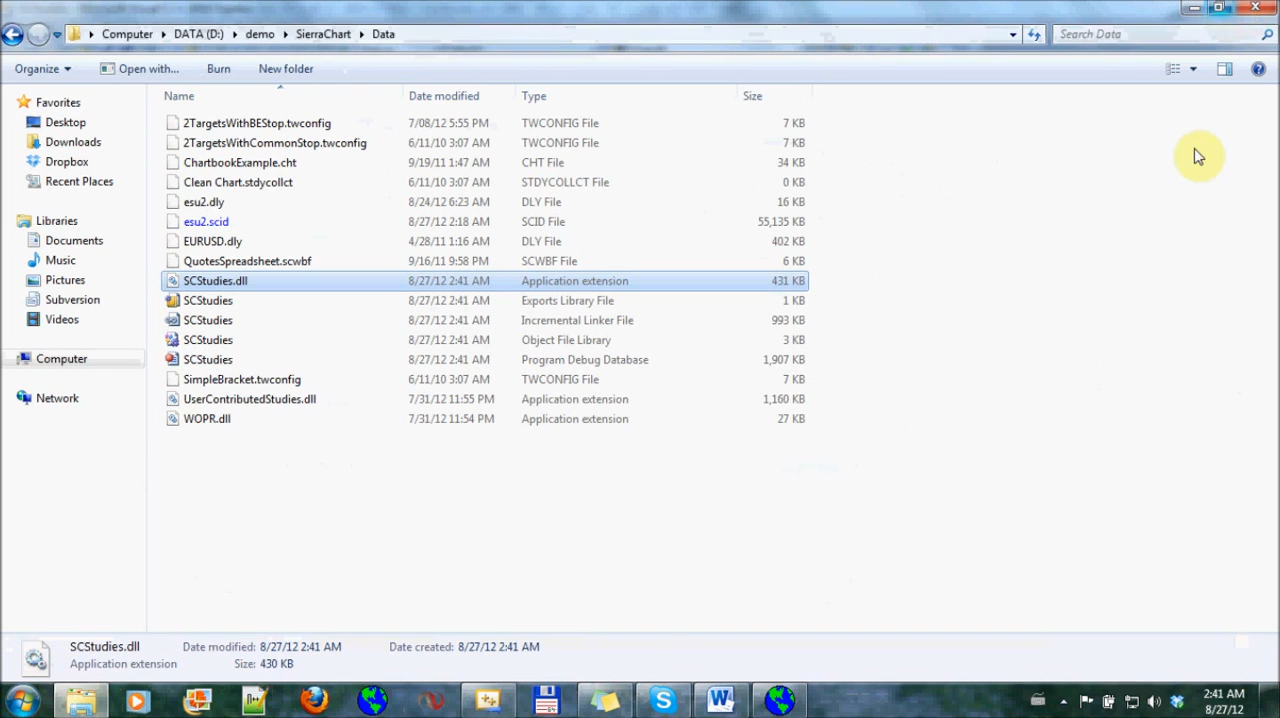 Computer DATA (D:) demo SierraChart Data Search Data
Organize Open with... Burn New folder
Name Date modified Type Size
Favorites
Desktop
Downloads
Dropbox
Recent Places
Libraries
Documents
Music
Pictures
Subversion
Videos
Computer
Network
2TargetsWithBEStop.twconfig 7/08/12 5:55 PM TWCONFIG File 7 KB
2TargetsWithCommonStop.twconfig 6/11/10 3:07 AM TWCONFIG File 7 KB
ChartbookExample.cht 9/19/11 1:47 AM CHT File 34 KB
Clean Chart.stdycollct 6/11/10 3:07 AM STDYCOLLCT File 0 KB
esu2.dly 8/24/12 6:23 AM DLY File 16 KB
esu2.scid 8/27/12 2:18 AM SCID File 55,135 KB
EURUSD.dly 4/28/11 1:16 AM DLY File 402 KB
QuotesSpreadsheet.scwbf 9/16/11 9:58 PM SCWBF File 6 KB
SCStudies.dll 8/27/12 2:41 AM Application extension 431 KB
SCStudies 8/27/12 2:41 AM Exports Library File 1 KB
SCStudies 8/27/12 2:41 AM Incremental Linker File 993 KB
SCStudies 8/27/12 2:41 AM Object File Library 3 KB
SCStudies 8/27/12 2:41 AM Program Debug Database 1,907 KB
SimpleBracket.twconfig 6/11/10 3:07 AM TWCONFIG File 7 KB
UserContributedStudies.dll 7/31/12 11:55 PM Application extension 1,160 KB
WOPR.dll 7/31/12 11:54 PM Application extension 27 KB
SCStudies.dll Date modified: 8/27/12 2:41 AM Date created: 8/27/12 2:41 AM
Application extension Size: 430 KB
2:41 AM
8/27/12